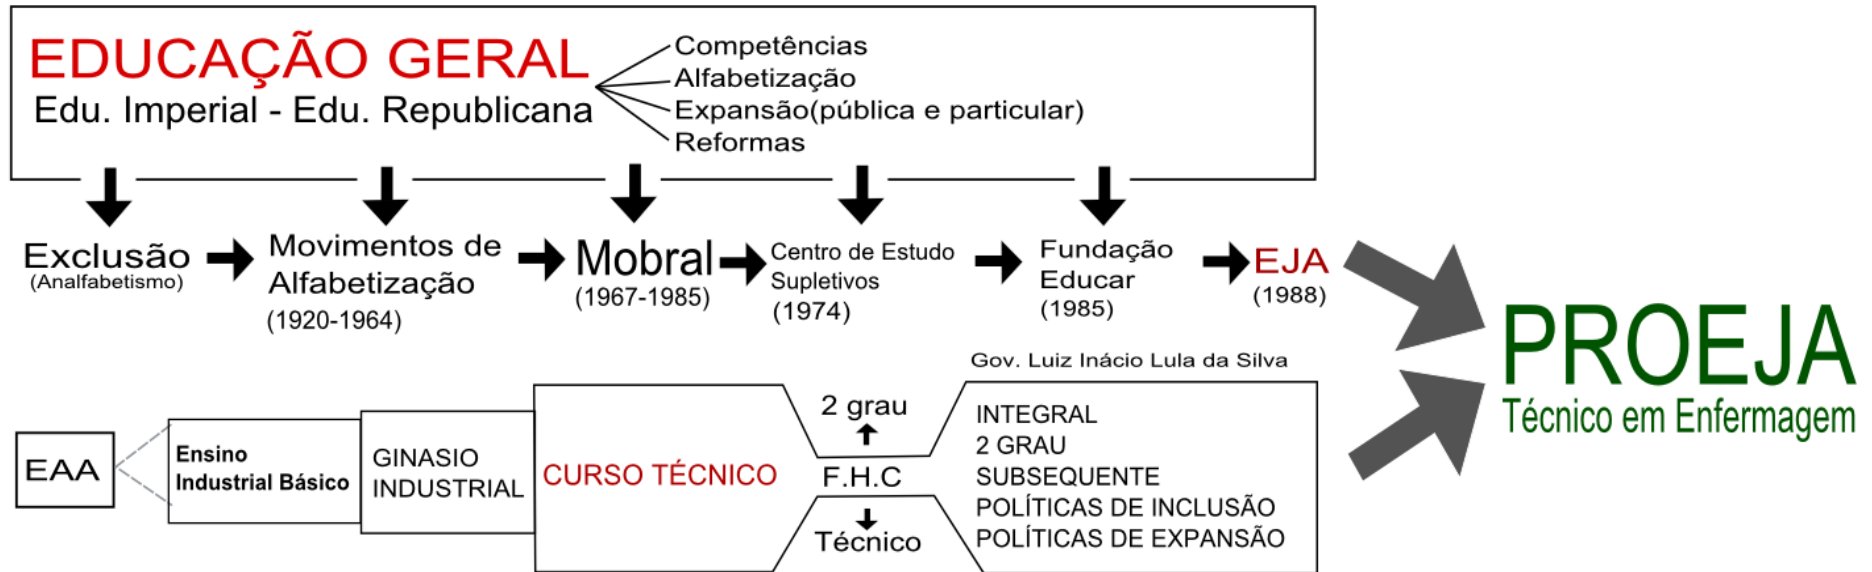 EDUCAÇÃO GERAL
Edu. Imperial - Edu. Republicana
Competências
Alfabetização
Expansão(pública e particular)
Reformas
Exclusão
(Analfabetismo)
Movimentos de
Alfabetização
(1920-1964)
Mobral
(1967-1985)
Centro de Estudo
Supletivos
(1974)
Fundação
Educar
(1985)
EJA
(1988)
PROEJA
Técnico em Enfermagem
EAA
Ensino
Industrial Básico
GINASIO
INDUSTRIAL
CURSO TÉCNICO
2 grau
F.H.C
Técnico
Gov. Luiz Inácio Lula da Silva
INTEGRAL
2 GRAU
SUBSEQUENTE
POLÍTICAS DE INCLUSÃO
POLÍTICAS DE EXPANSÃO